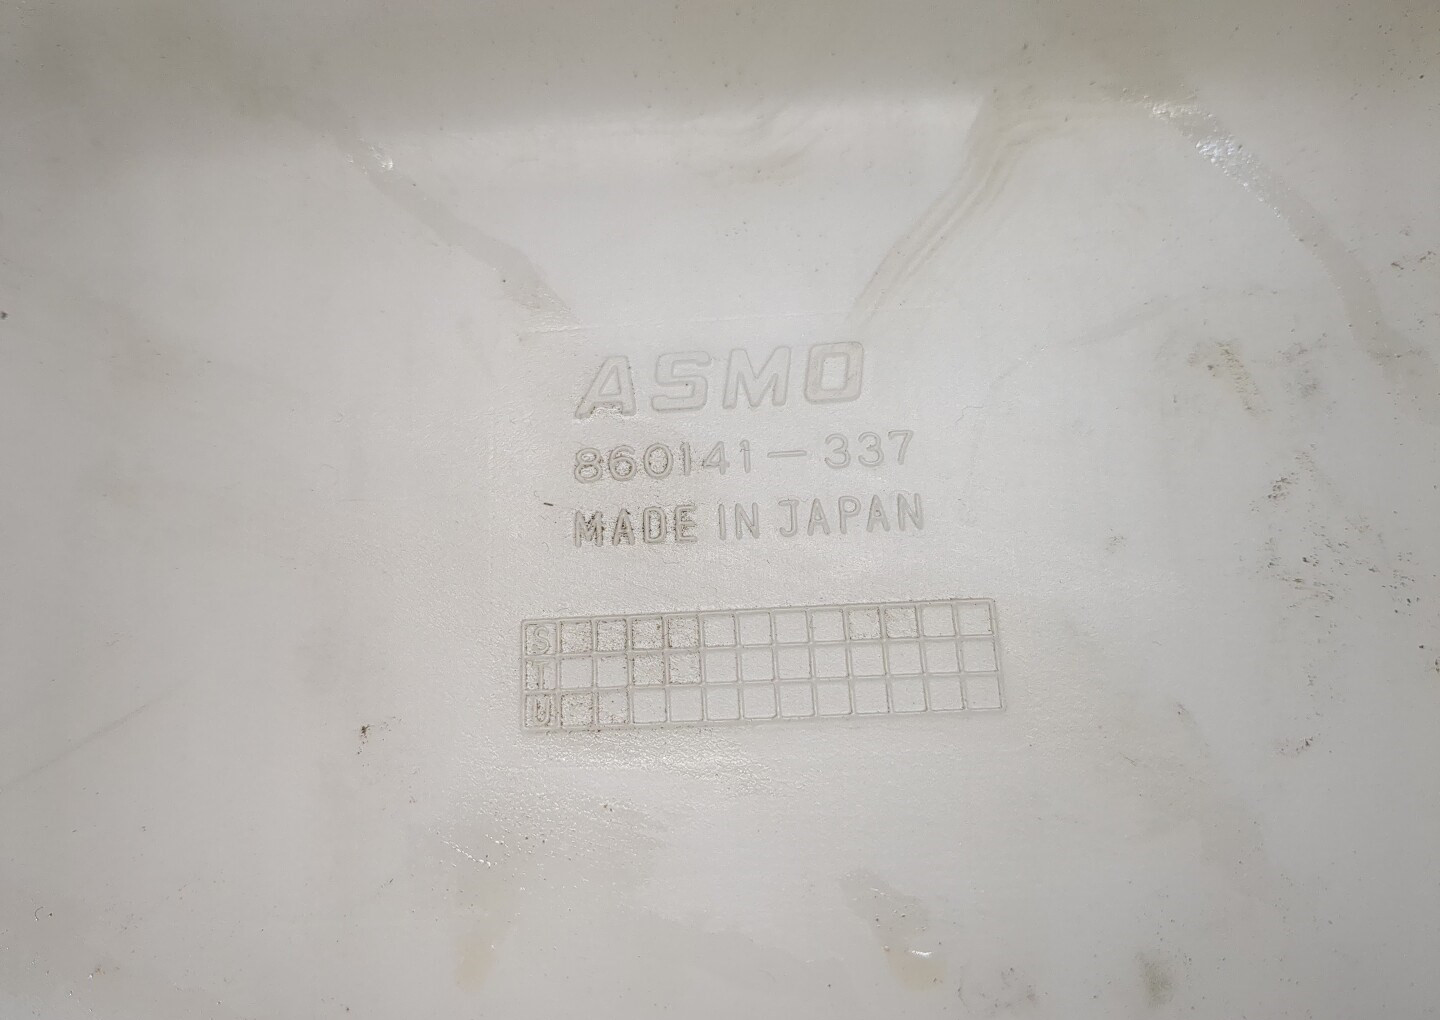 ASMO
860141-337
MADE IN JAPAN
S
T
U